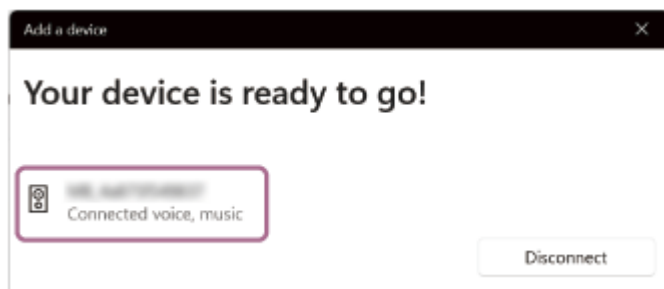 Add a device
Your device is ready to go!
Connected voice, music
Disconnect